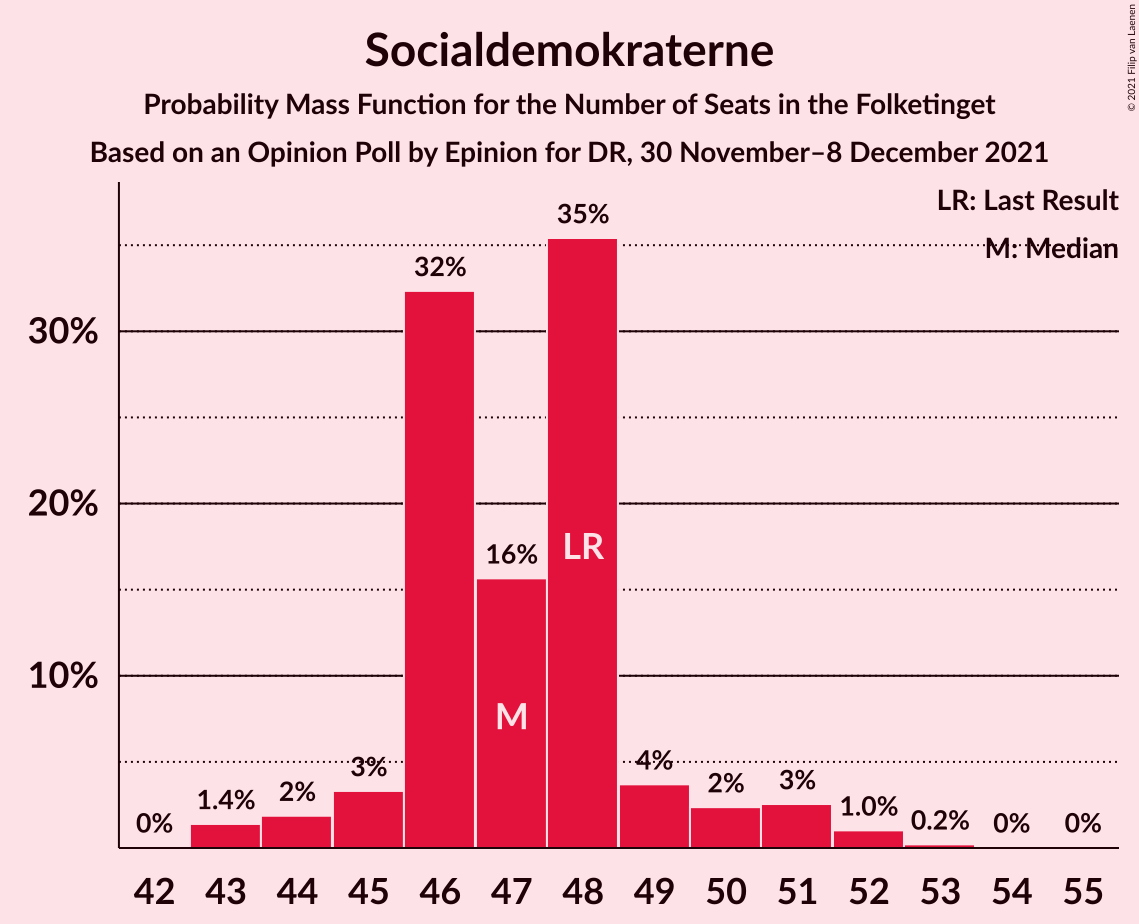 Socialdemokraterne
Probability Mass Function for the Number of Seats in the Folketinget
Based on an Opinion Poll by Epinion for DR, 30 November–8 December 2021
© 2021 Filip van Laenen
LR: Last Result
M: Median
30%
20%
10%
0%
1.4%
2%
3%
32%
16%
35%
4%
2%
3%
1.0%
0.2%
0%
0%
M
LR
42 43 44 45 46 47 48 49 50 51 52 53 54 55